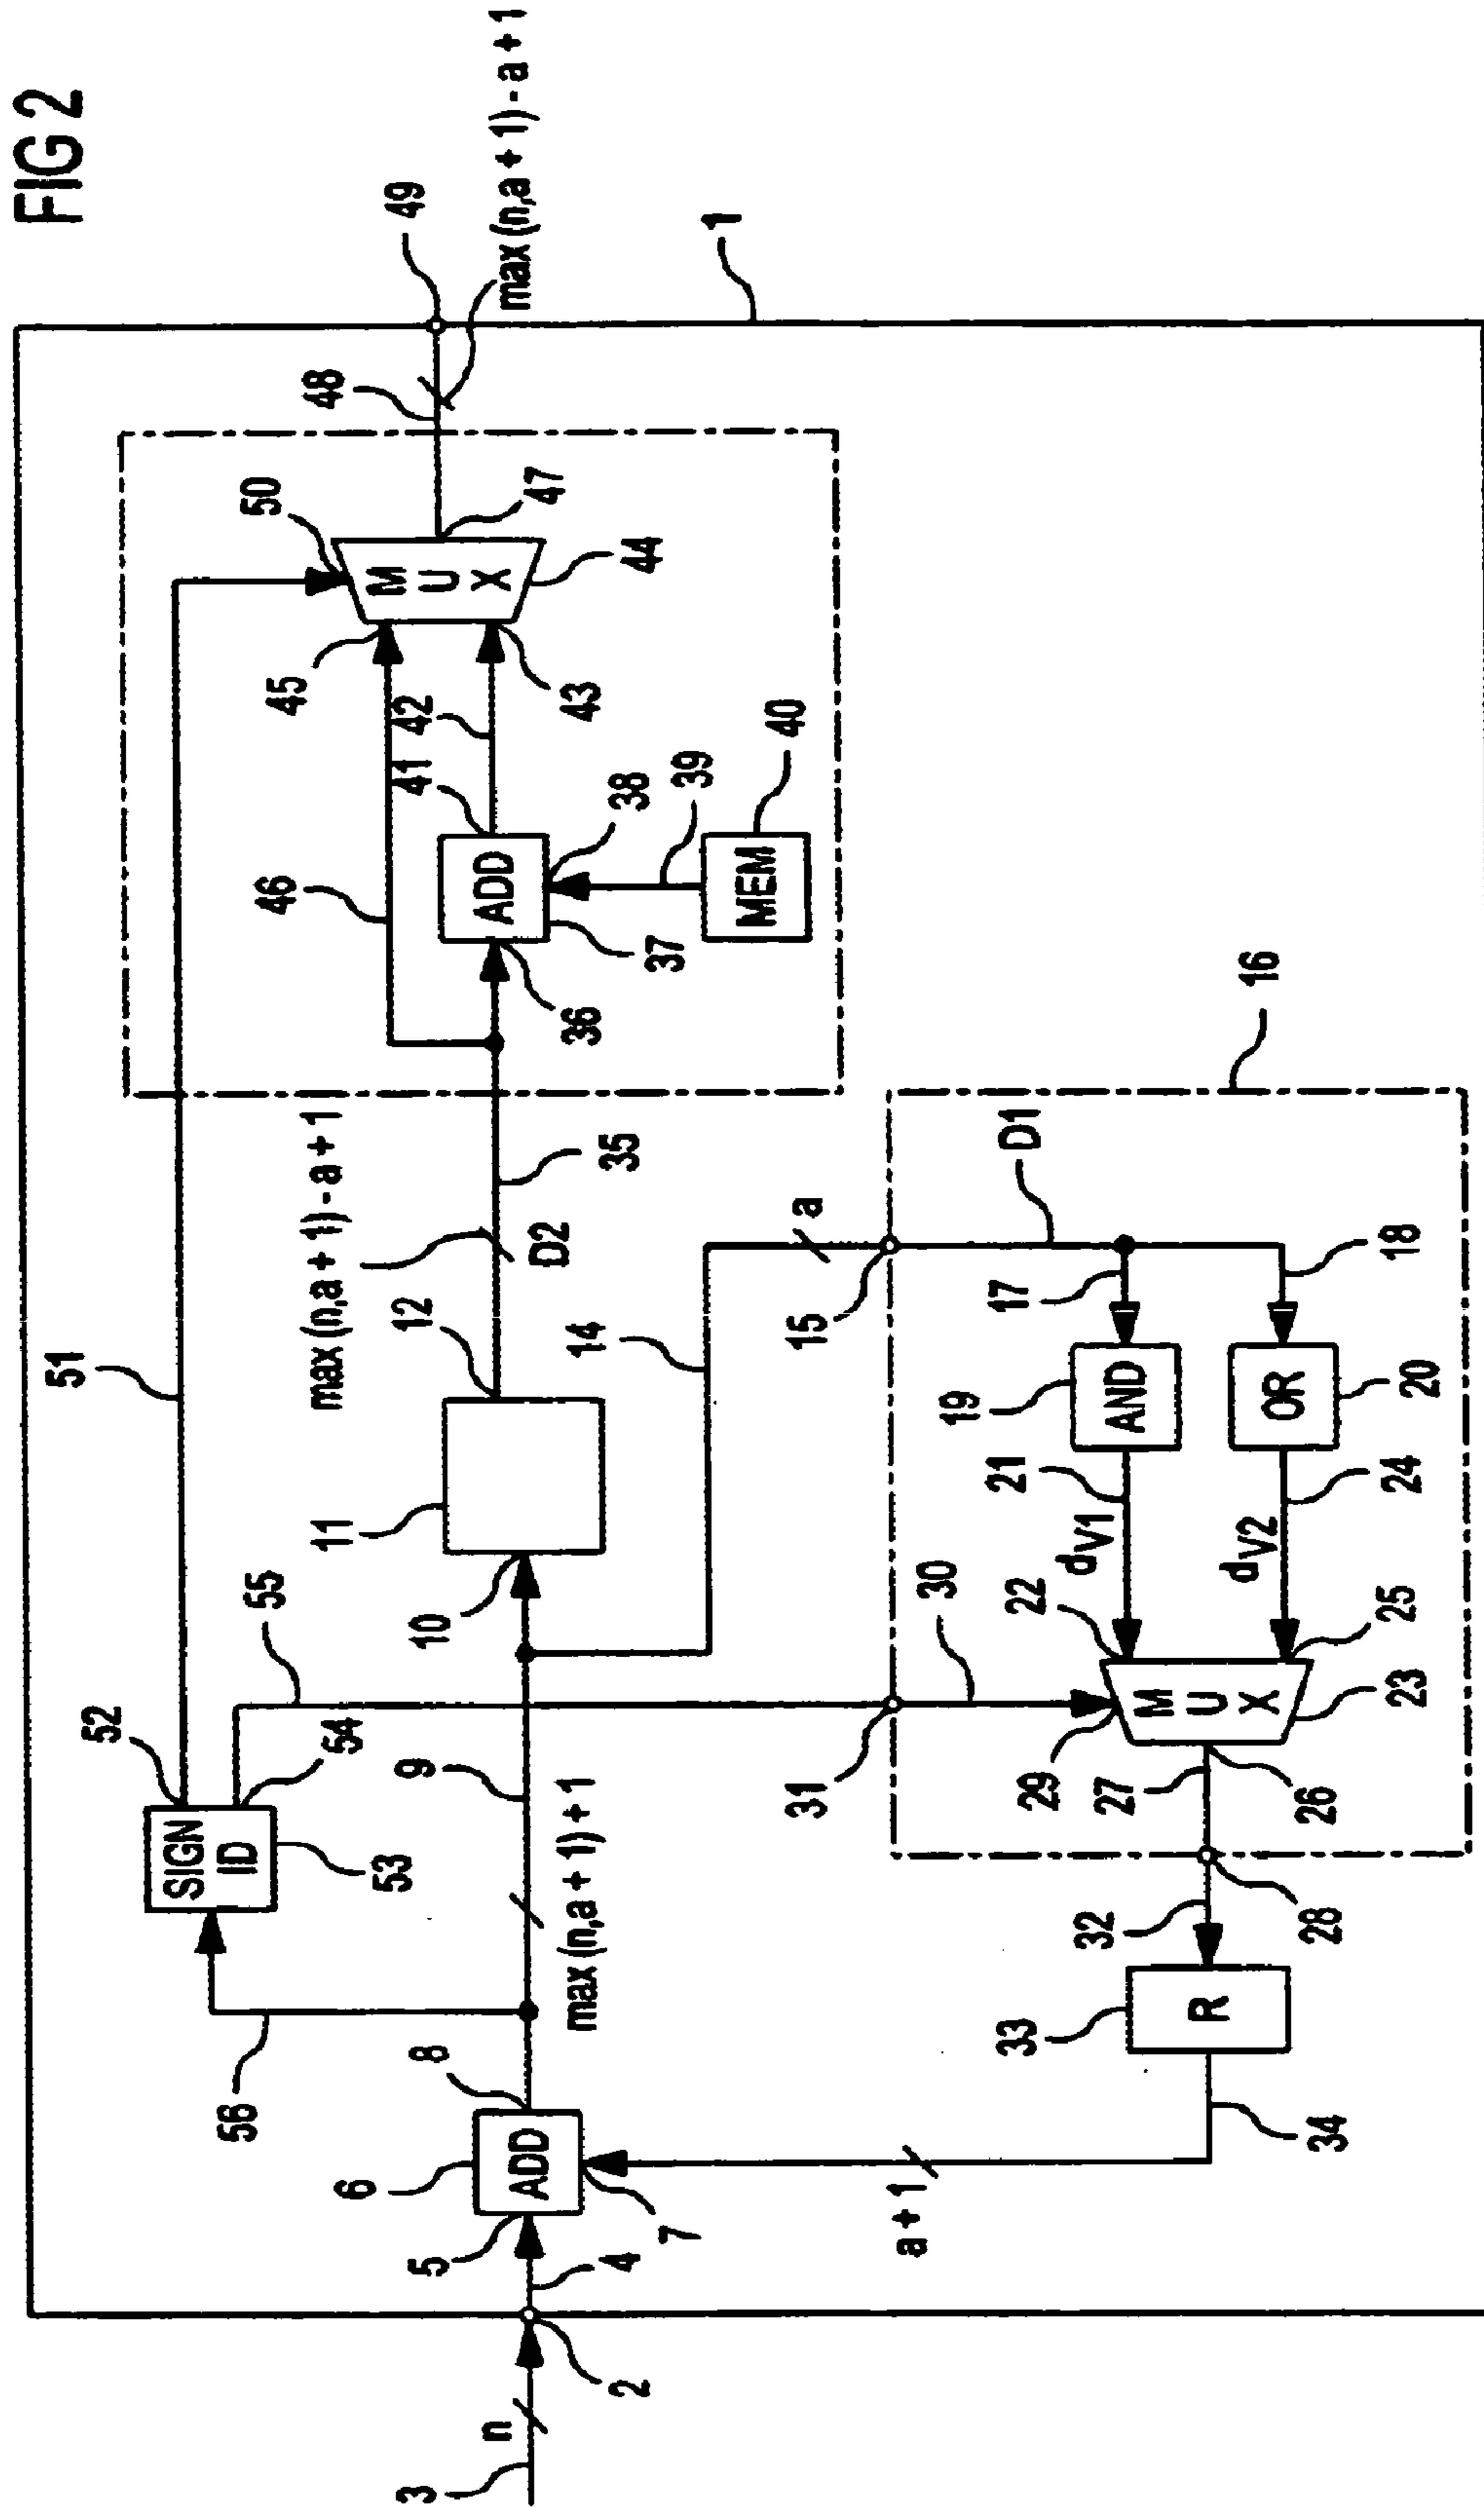 FIG 2
1
49
max (n,a + 1) - a + 1
48
50
MUX
47
44
45
43
42
41
46
ADD
38
37
36
39
40
MEM
51
max (n,a + 1) - a + 1
35
D2
12
11
10
14
a
15
16
D1
17
18
19
AND
20
OR
21
dV1
24
dV2
22
25
MUX
23
29
30
31
26
27
28
32
R
33
34
52
SIGN ID
53
54
55
56
9
max (n,a + 1) + 1
8
ADD
6
5
7
4
a + 1
2
n
3